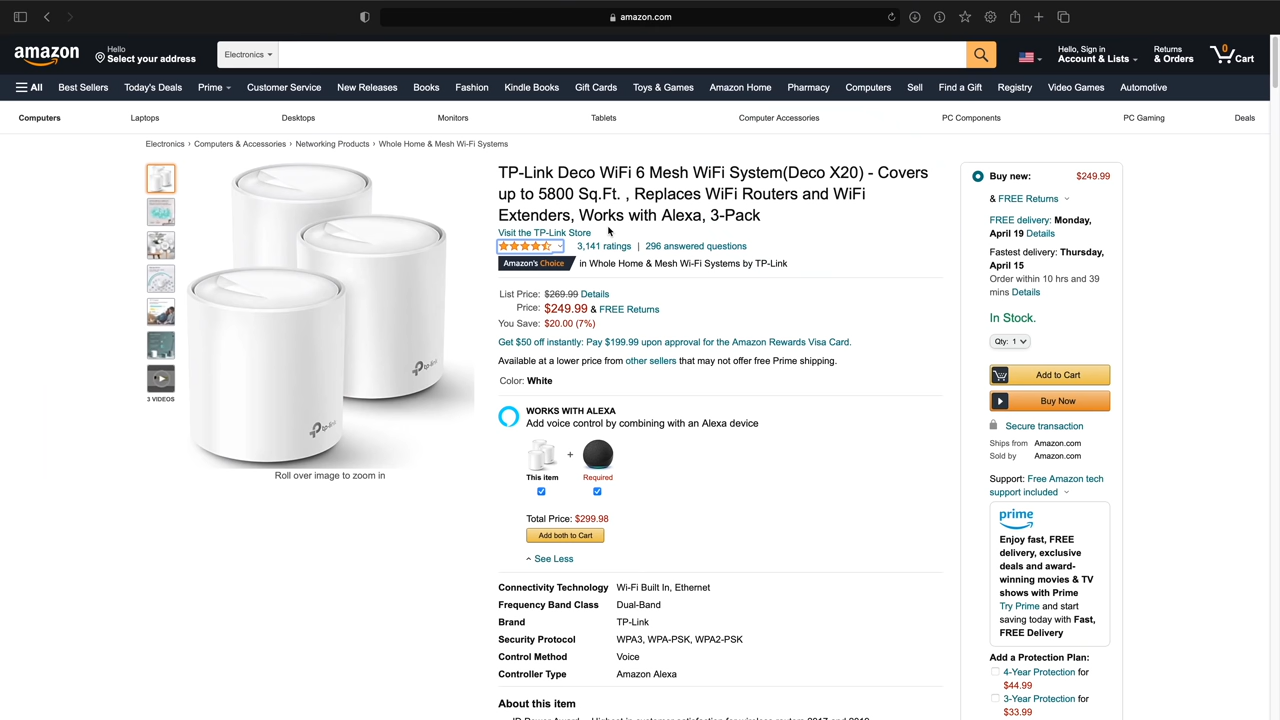 amazon.com
amazon
Hello
Select your address
Electronics
Hello, Sign in
Account & Lists
Returns
& Orders
0
Cart
All
Best Sellers
Today's Deals
Prime
Customer Service
New Releases
Books
Fashion
Kindle Books
Gift Cards
Toys & Games
Amazon Home
Pharmacy
Computers
Sell
Find a Gift
Registry
Video Games
Automotive
Computers
Laptops
Desktops
Monitors
Tablets
Computer Accessories
PC Components
PC Gaming
Deals
Electronics › Computers & Accessories › Networking Products › Whole Home & Mesh Wi-Fi Systems
3 VIDEOS
tp-link
tp-link
Roll over image to zoom in
TP-Link Deco WiFi 6 Mesh WiFi System(Deco X20) - Covers
up to 5800 Sq.Ft. , Replaces WiFi Routers and WiFi
Extenders, Works with Alexa, 3-Pack
Visit the TP-Link Store
3,141 ratings | 296 answered questions
Amazon's Choice in Whole Home & Mesh Wi-Fi Systems by TP-Link
List Price: $269.99 Details
Price: $249.99 & FREE Returns
You Save: $20.00 (7%)
Get $50 off instantly: Pay $199.99 upon approval for the Amazon Rewards Visa Card.
Available at a lower price from other sellers that may not offer free Prime shipping.
Color: White
WORKS WITH ALEXA
Add voice control by combining with an Alexa device
+
This item
Required
Total Price: $299.98
Add both to Cart
See Less
Connectivity Technology Wi-Fi Built In, Ethernet
Frequency Band Class Dual-Band
Brand TP-Link
Security Protocol WPA3, WPA-PSK, WPA2-PSK
Control Method Voice
Controller Type Amazon Alexa
About this item
Buy new: $249.99
& FREE Returns
FREE delivery: Monday,
April 19 Details
Fastest delivery: Thursday,
April 15
Order within 10 hrs and 39
mins Details
In Stock.
Qty: 1
Add to Cart
Buy Now
Secure transaction
Ships from Amazon.com
Sold by Amazon.com
Support: Free Amazon tech
support included
prime
Enjoy fast, FREE
delivery, exclusive
deals and award-
winning movies & TV
shows with Prime
Try Prime and start
saving today with Fast,
FREE Delivery
Add a Protection Plan:
4-Year Protection for
$44.99
3-Year Protection for
$33.99